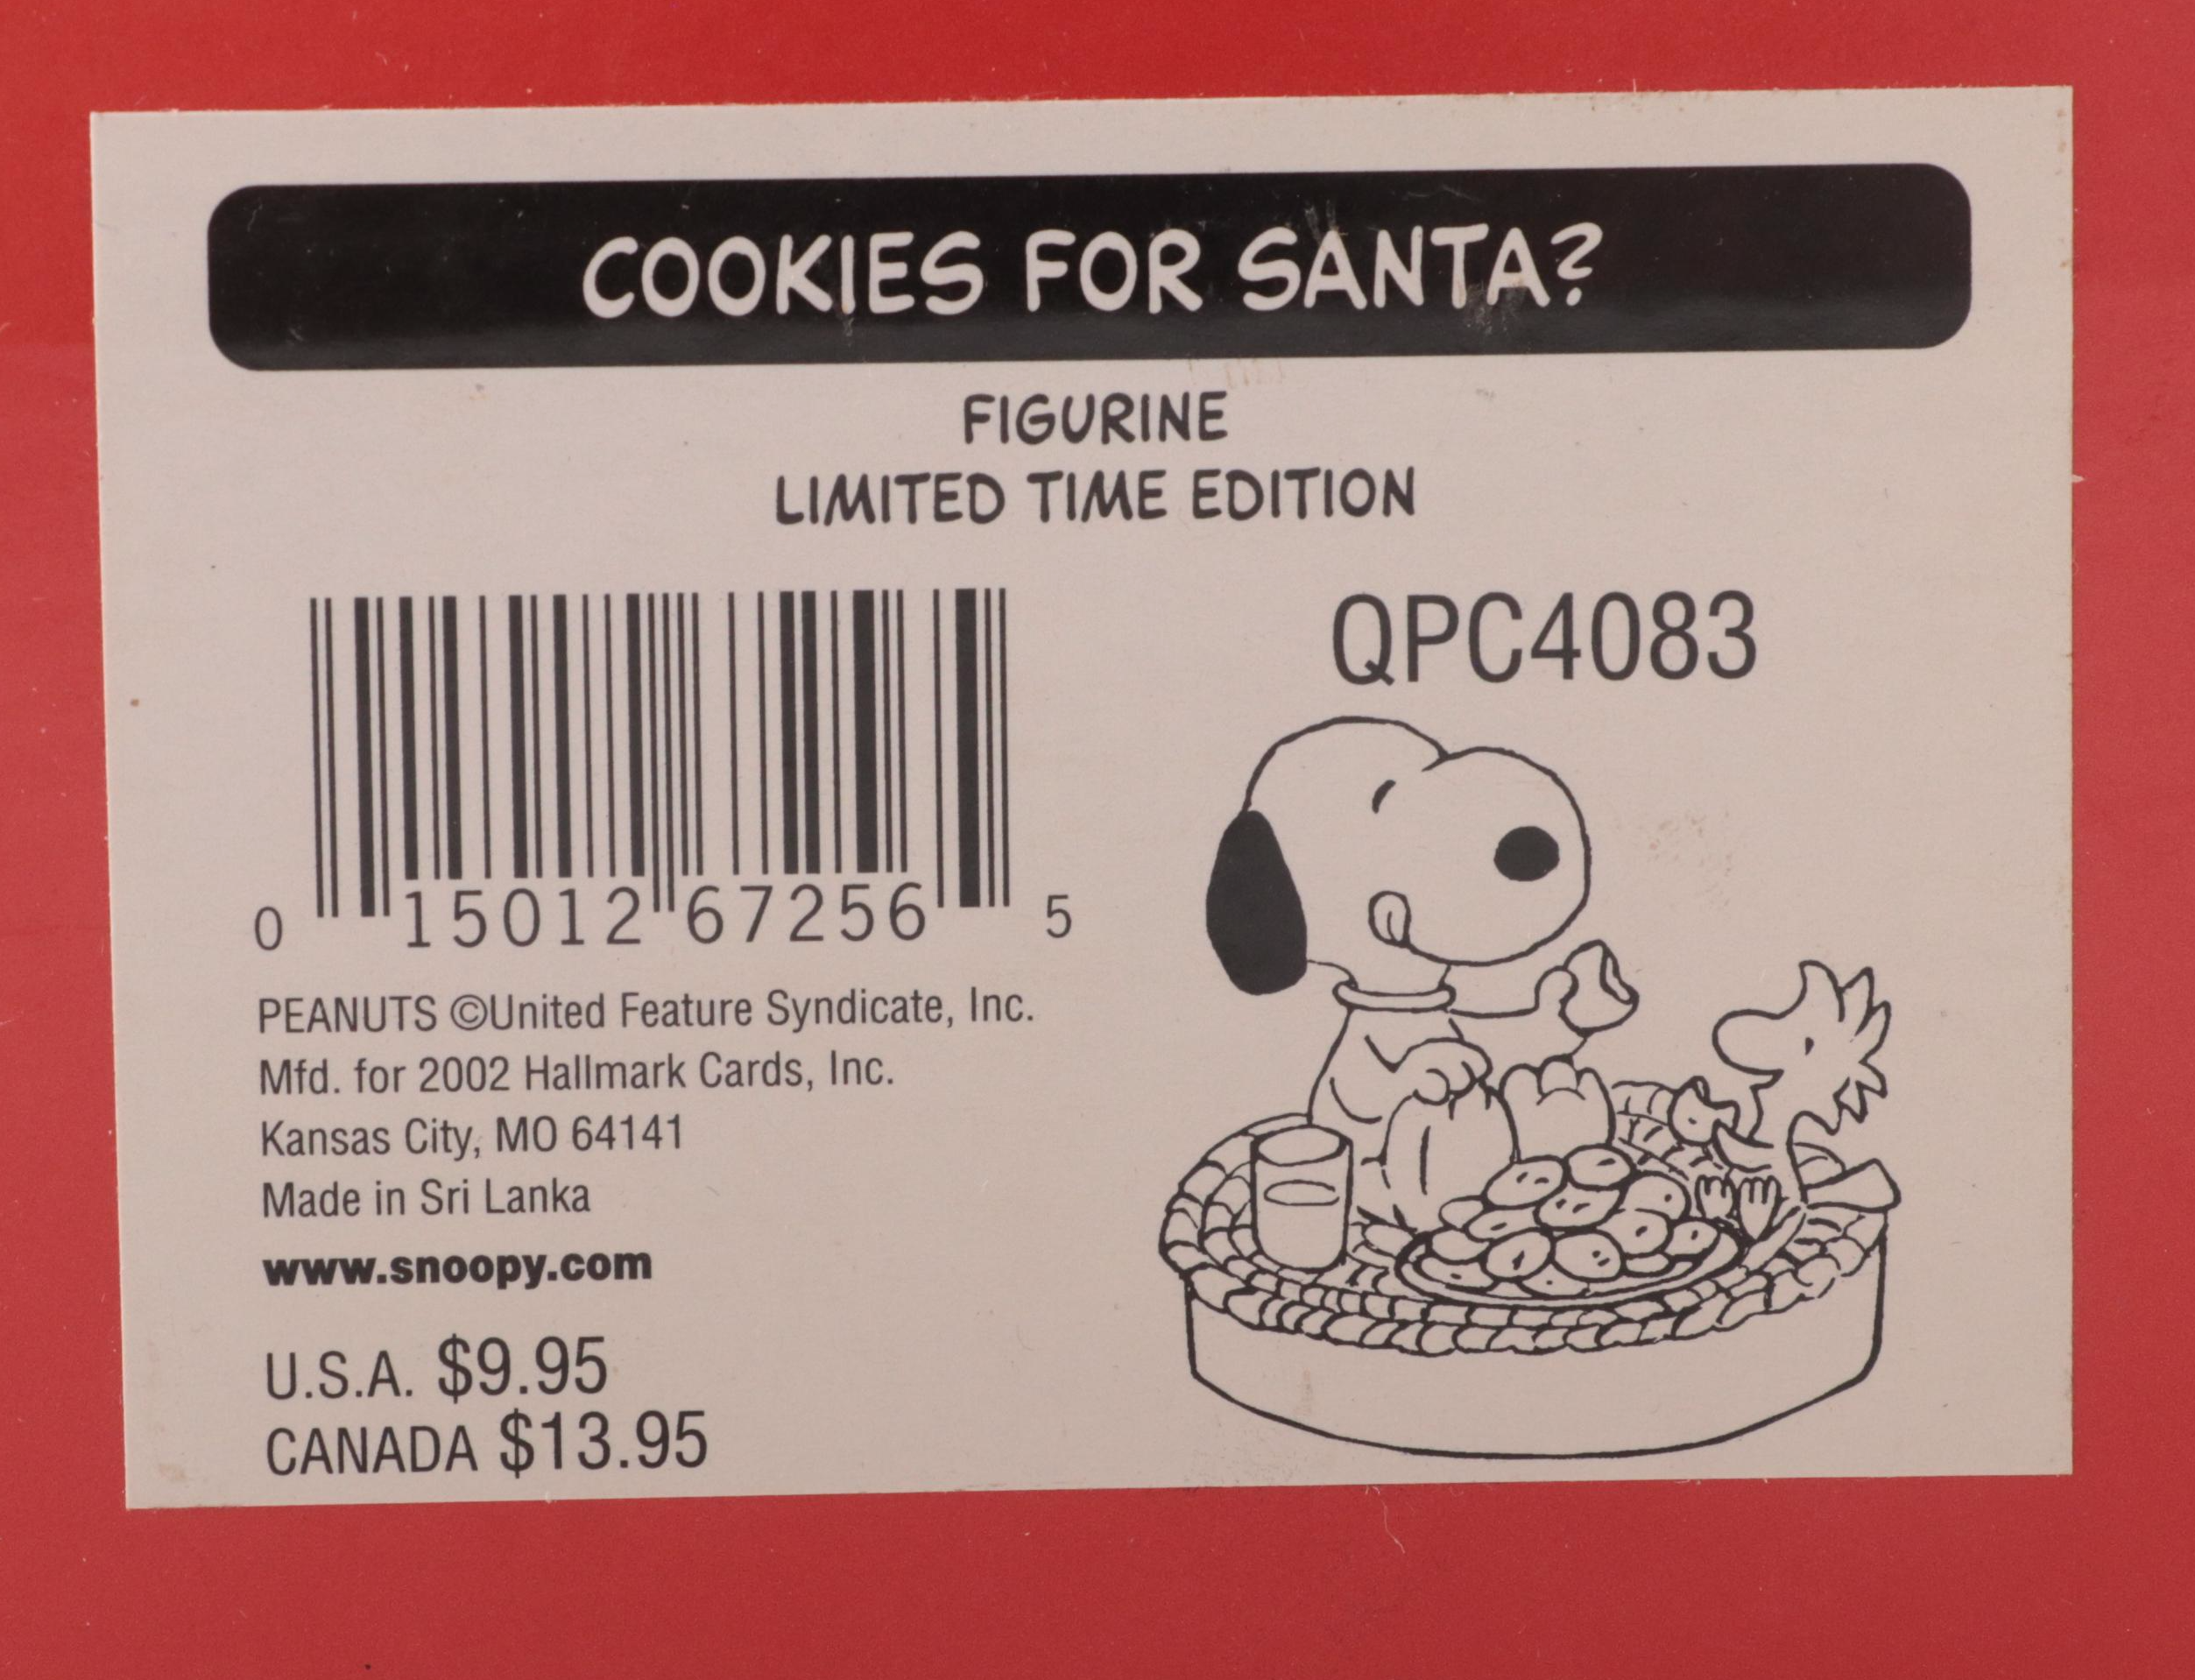 COOKIES FOR SANTA?
FIGURINE
LIMITED TIME EDITION
QPC4083
0 15012 67256 5
PEANUTS ©United Feature Syndicate, Inc.
Mfd. for 2002 Hallmark Cards, Inc.
Kansas City, MO 64141
Made in Sri Lanka
www.snoopy.com
U.S.A. $9.95
CANADA $13.95